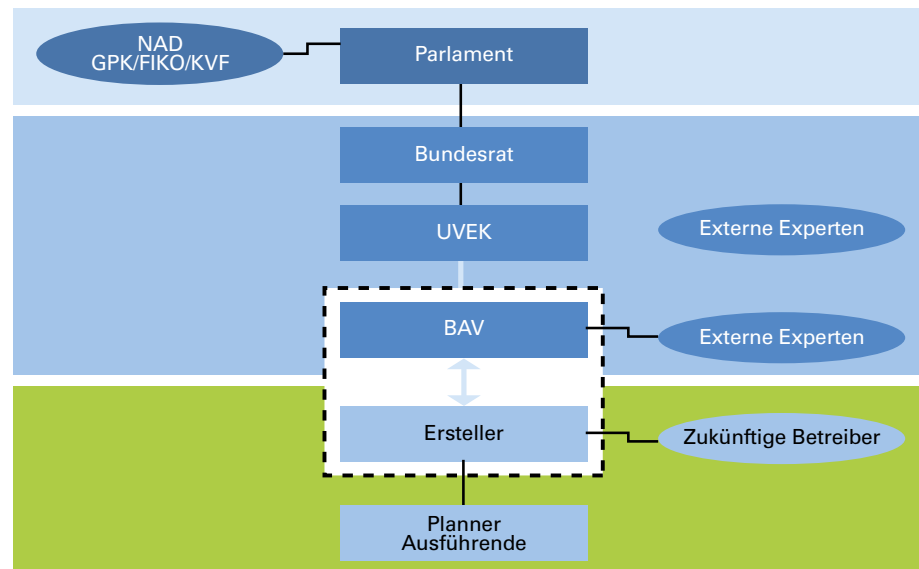 NAD
GPK/FIKO/KVF
Parlament
Bundesrat
UVEK
Externe Experten
BAV
Externe Experten
Ersteller
Zukünftige Betreiber
Planner
Ausführende